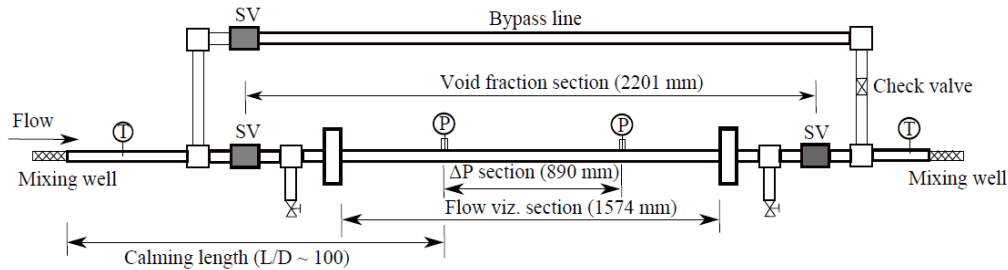 SV
Bypass line
Void fraction section (2201 mm)
Check valve
Flow
T
SV
P
P
SV
T
Mixing well
ΔP section (890 mm)
Mixing well
Flow viz. section (1574 mm)
Calming length (L/D ~ 100)